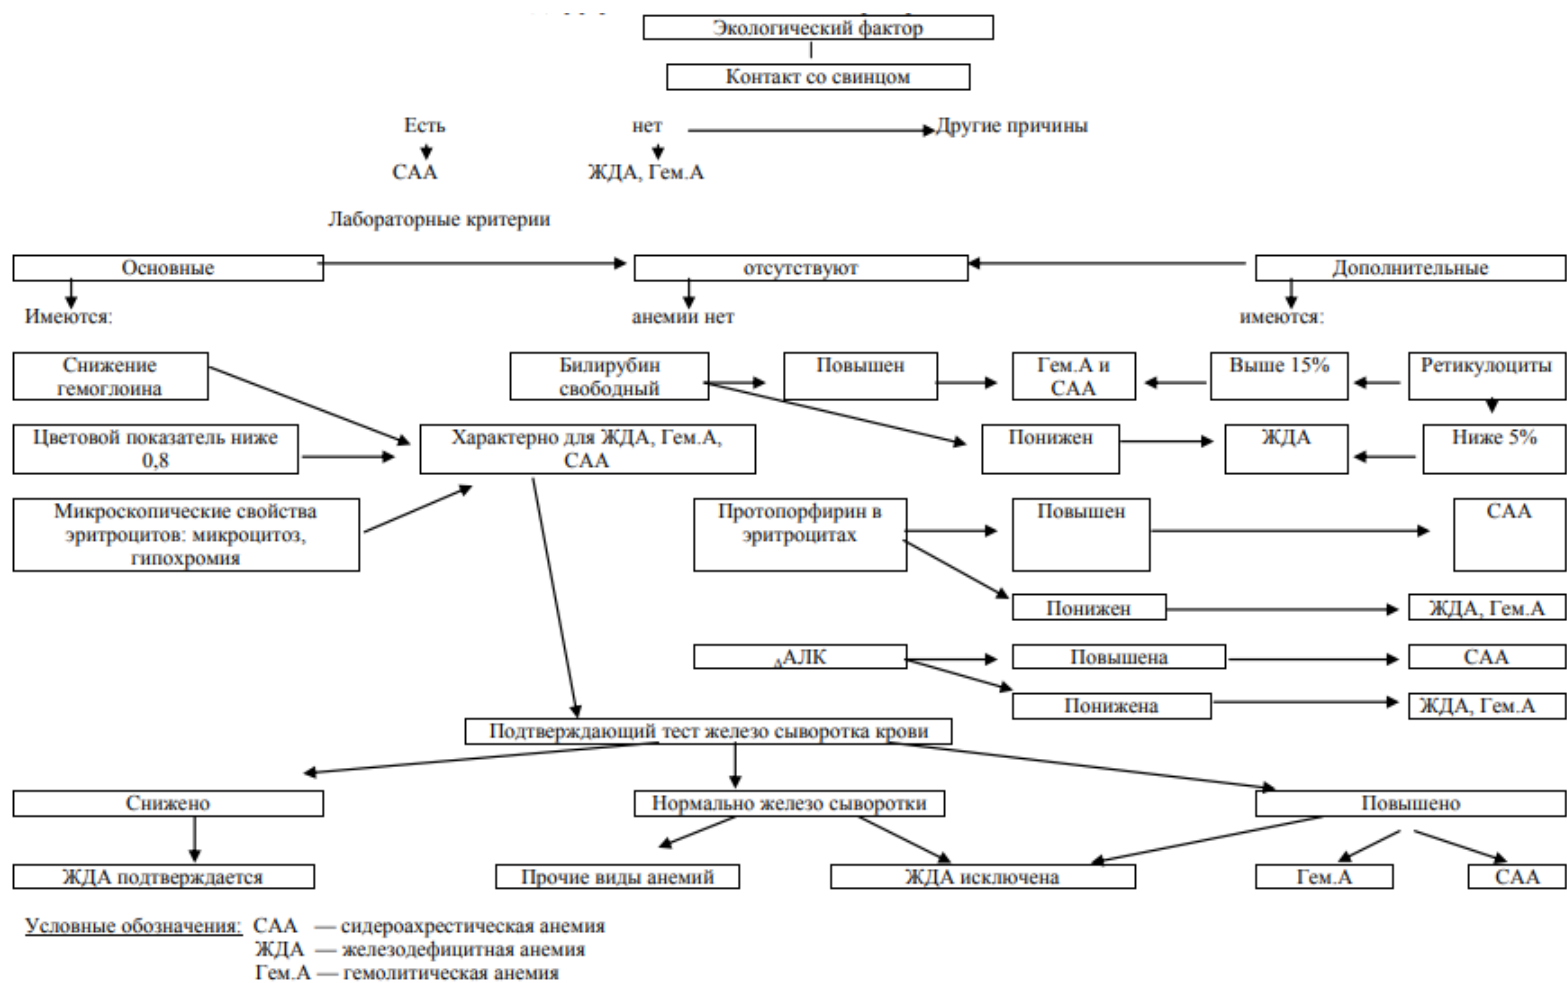 Экологический фактор
Контакт со свинцом
Есть нет Другие причины
САА ЖДА, Гем.А
Лабораторные критерии
Основные отсутствуют Дополнительные
Имеются: анемии нет имеются:
Снижение
гемоглоина
Билирубин
свободный
Повышен
Гем.А и
САА
Выше 15%
Ретикулоциты
Цветовой показатель ниже
0,8
Характерно для ЖДА, Гем.А,
САА
Понижен
ЖДА
Ниже 5%
Микроскопические свойства
эритроцитов: микроцитоз,
гипохромия
Протопорфирин в
эритроцитах
Повышен
САА
Понижен
ЖДА, Гем.А
ΔАЛК
Повышена
САА
Понижена
ЖДА, Гем.А
Подтверждающий тест железо сыворотка крови
Снижено Нормально железо сыворотки Повышено
ЖДА подтверждается Прочие виды анемий ЖДА исключена Гем.А САА
Условные обозначения: САА — сидероахрестическая анемия
ЖДА — железодефицитная анемия
Гем.А — гемолитическая анемия